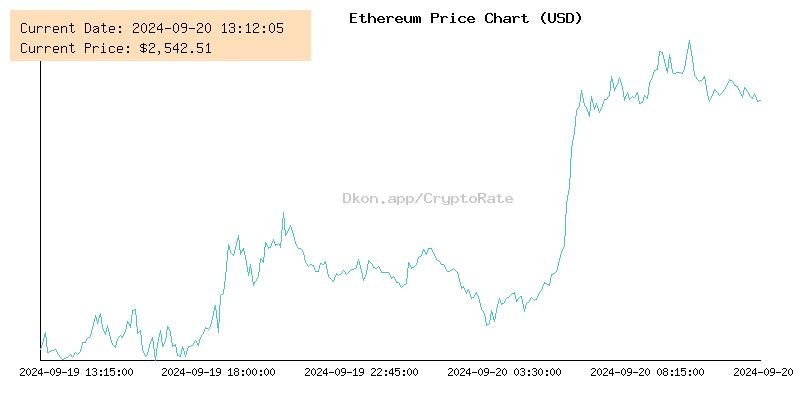 Ethereum Price Chart (USD)
Current Date: 2024-09-20 13:12:05
Current Price: $2,542.51
Dkon.app/CryptoRate
2024-09-19 13:15:00
2024-09-19 18:00:00
2024-09-19 22:45:00
2024-09-20 03:30:00
2024-09-20 08:15:00
2024-09-20